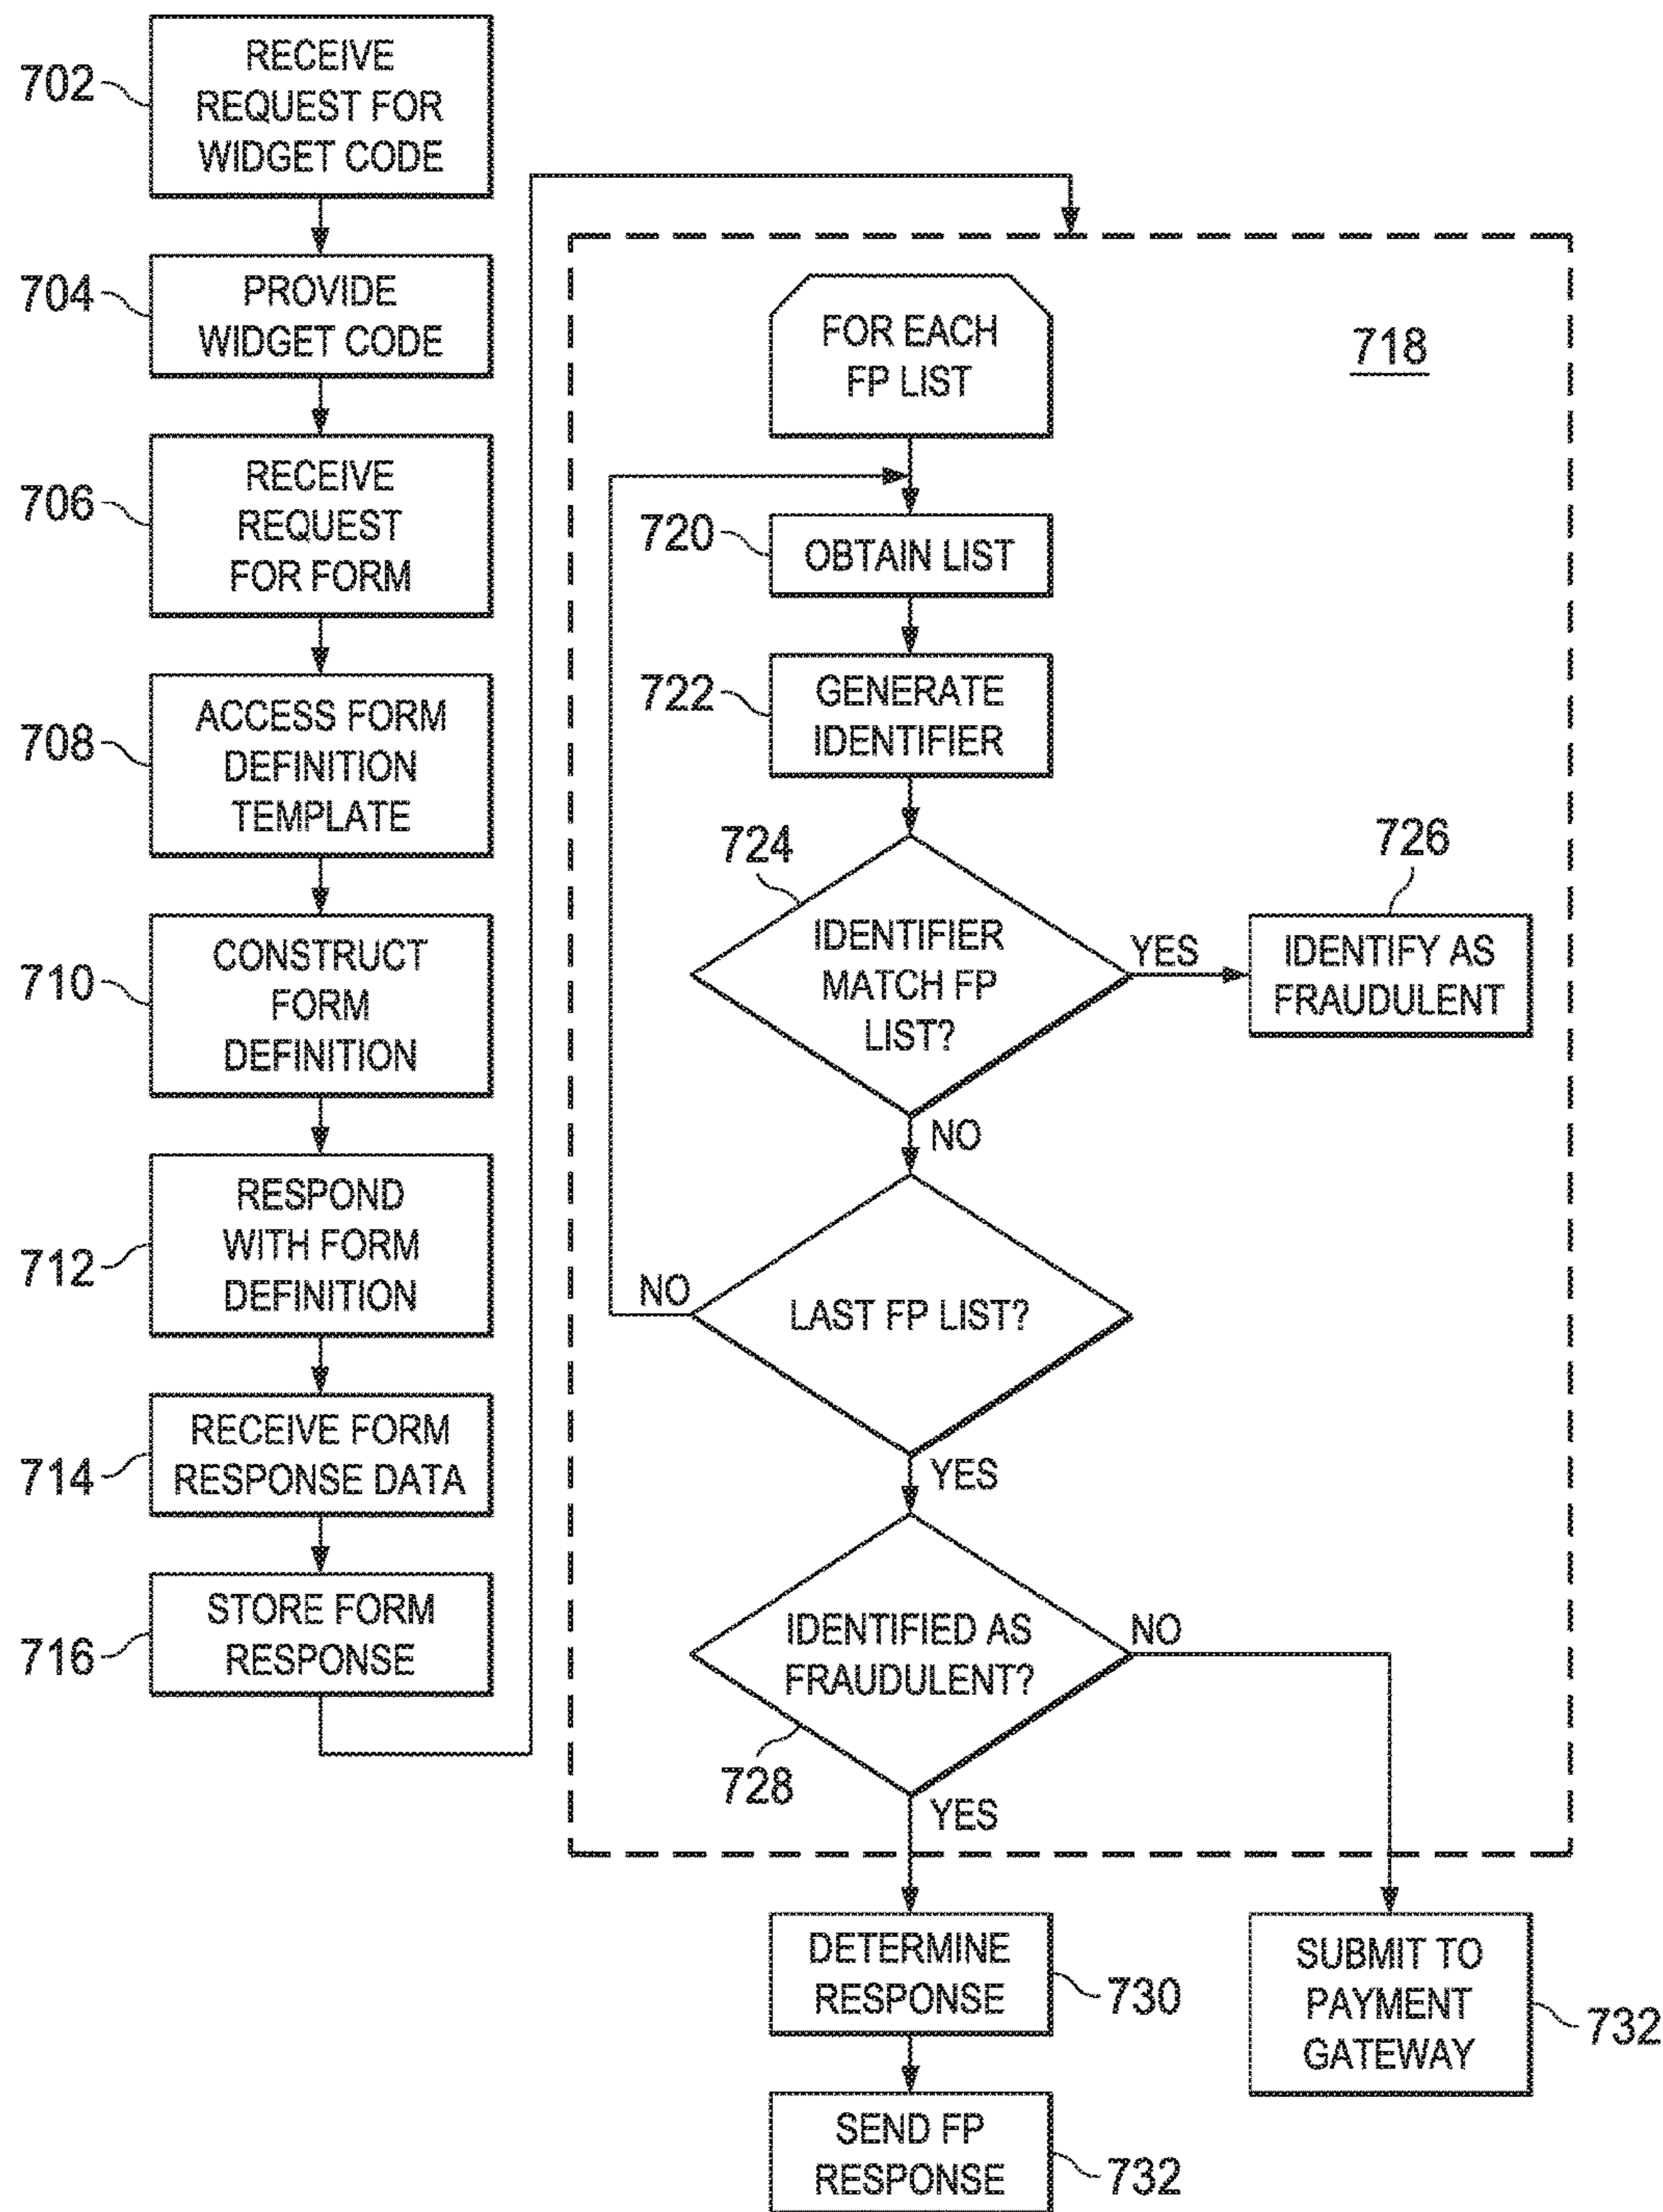 702
RECEIVE
REQUEST FOR
WIDGET CODE
704
PROVIDE
WIDGET CODE
706
RECEIVE
REQUEST
FOR FORM
708
ACCESS FORM
DEFINITION
TEMPLATE
710
CONSTRUCT
FORM
DEFINITION
712
RESPOND
WITH FORM
DEFINITION
714
RECEIVE FORM
RESPONSE DATA
716
STORE FORM
RESPONSE
718
FOR EACH
FP LIST
720
OBTAIN LIST
722
GENERATE
IDENTIFIER
724
IDENTIFIER
MATCH FP
LIST?
YES
726
IDENTIFY AS
FRAUDULENT
NO
LAST FP LIST?
NO
YES
IDENTIFIED AS
FRAUDULENT?
728
NO
YES
DETERMINE
RESPONSE
730
SEND FP
RESPONSE
732
SUBMIT TO
PAYMENT
GATEWAY
732